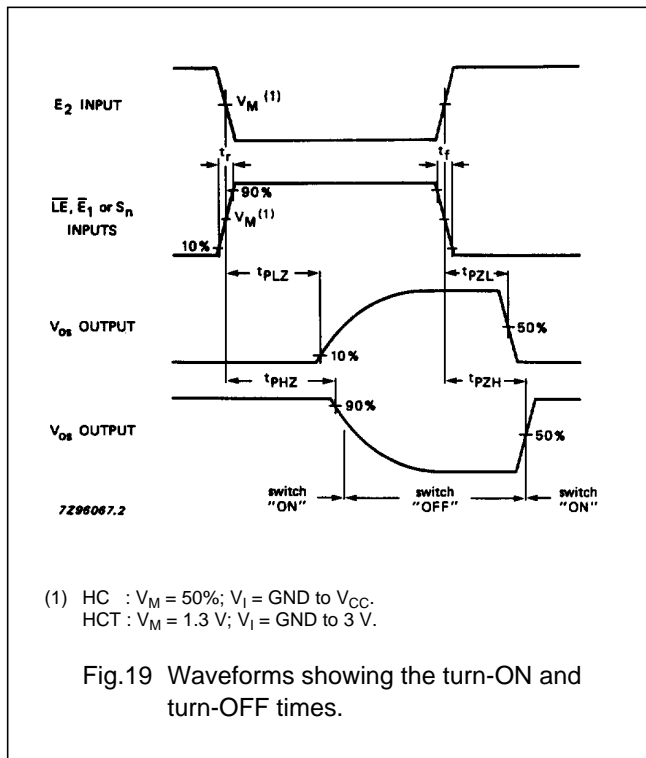 E2 INPUT
VM (1)
tr
tf
LE, E1 or Sn
INPUTS
90%
VM(1)
10%
tPLZ
tPZL
Vos OUTPUT
50%
10%
tPHZ
tPZH
90%
Vos OUTPUT
50%
switch "ON"
switch "OFF"
switch "ON"
7Z96067.2
(1) HC : VM = 50%; VI = GND to VCC.
HCT : VM = 1.3 V; VI = GND to 3 V.
Fig.19 Waveforms showing the turn-ON and
turn-OFF times.